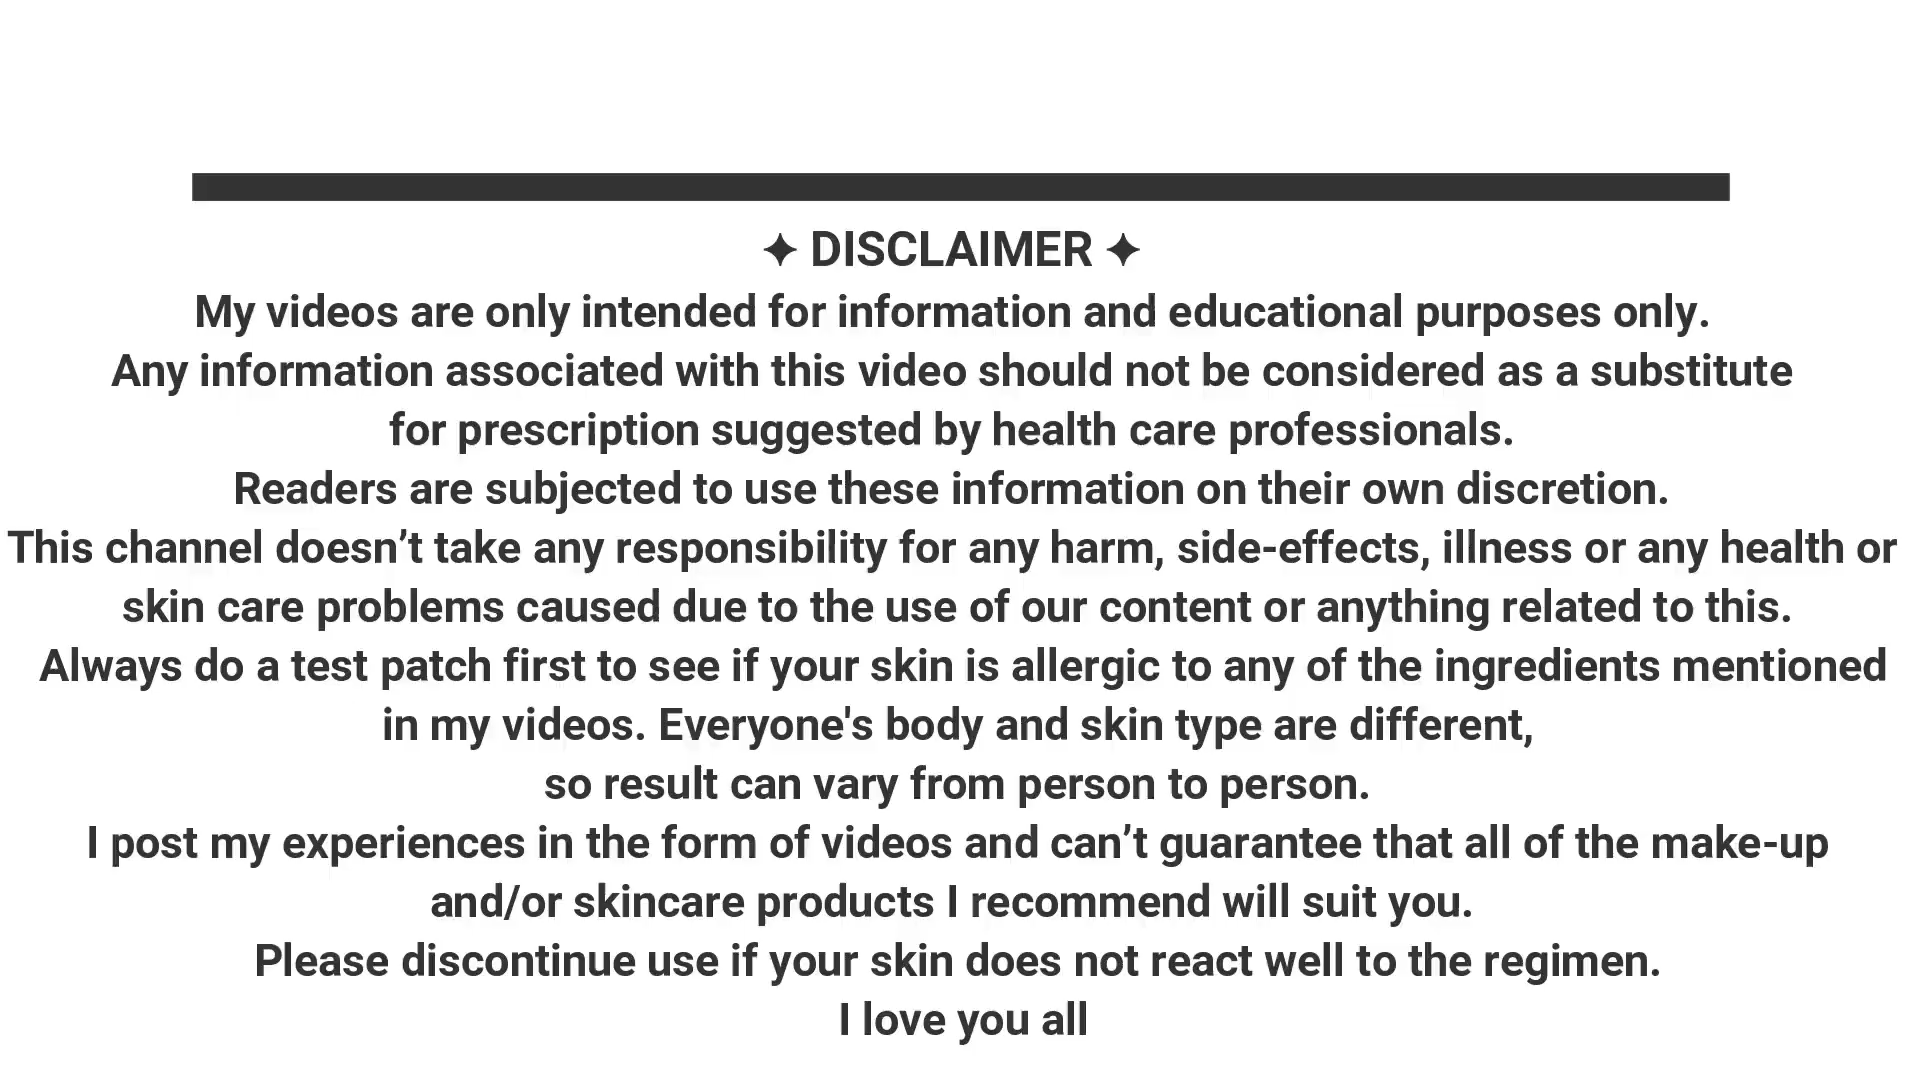 ✦ DISCLAIMER ✦
My videos are only intended for information and educational purposes only.
Any information associated with this video should not be considered as a substitute
for prescription suggested by health care professionals.
Readers are subjected to use these information on their own discretion.
This channel doesn’t take any responsibility for any harm, side-effects, illness or any health or
skin care problems caused due to the use of our content or anything related to this.
Always do a test patch first to see if your skin is allergic to any of the ingredients mentioned
in my videos. Everyone's body and skin type are different,
so result can vary from person to person.
I post my experiences in the form of videos and can’t guarantee that all of the make-up
and/or skincare products I recommend will suit you.
Please discontinue use if your skin does not react well to the regimen.
I love you all